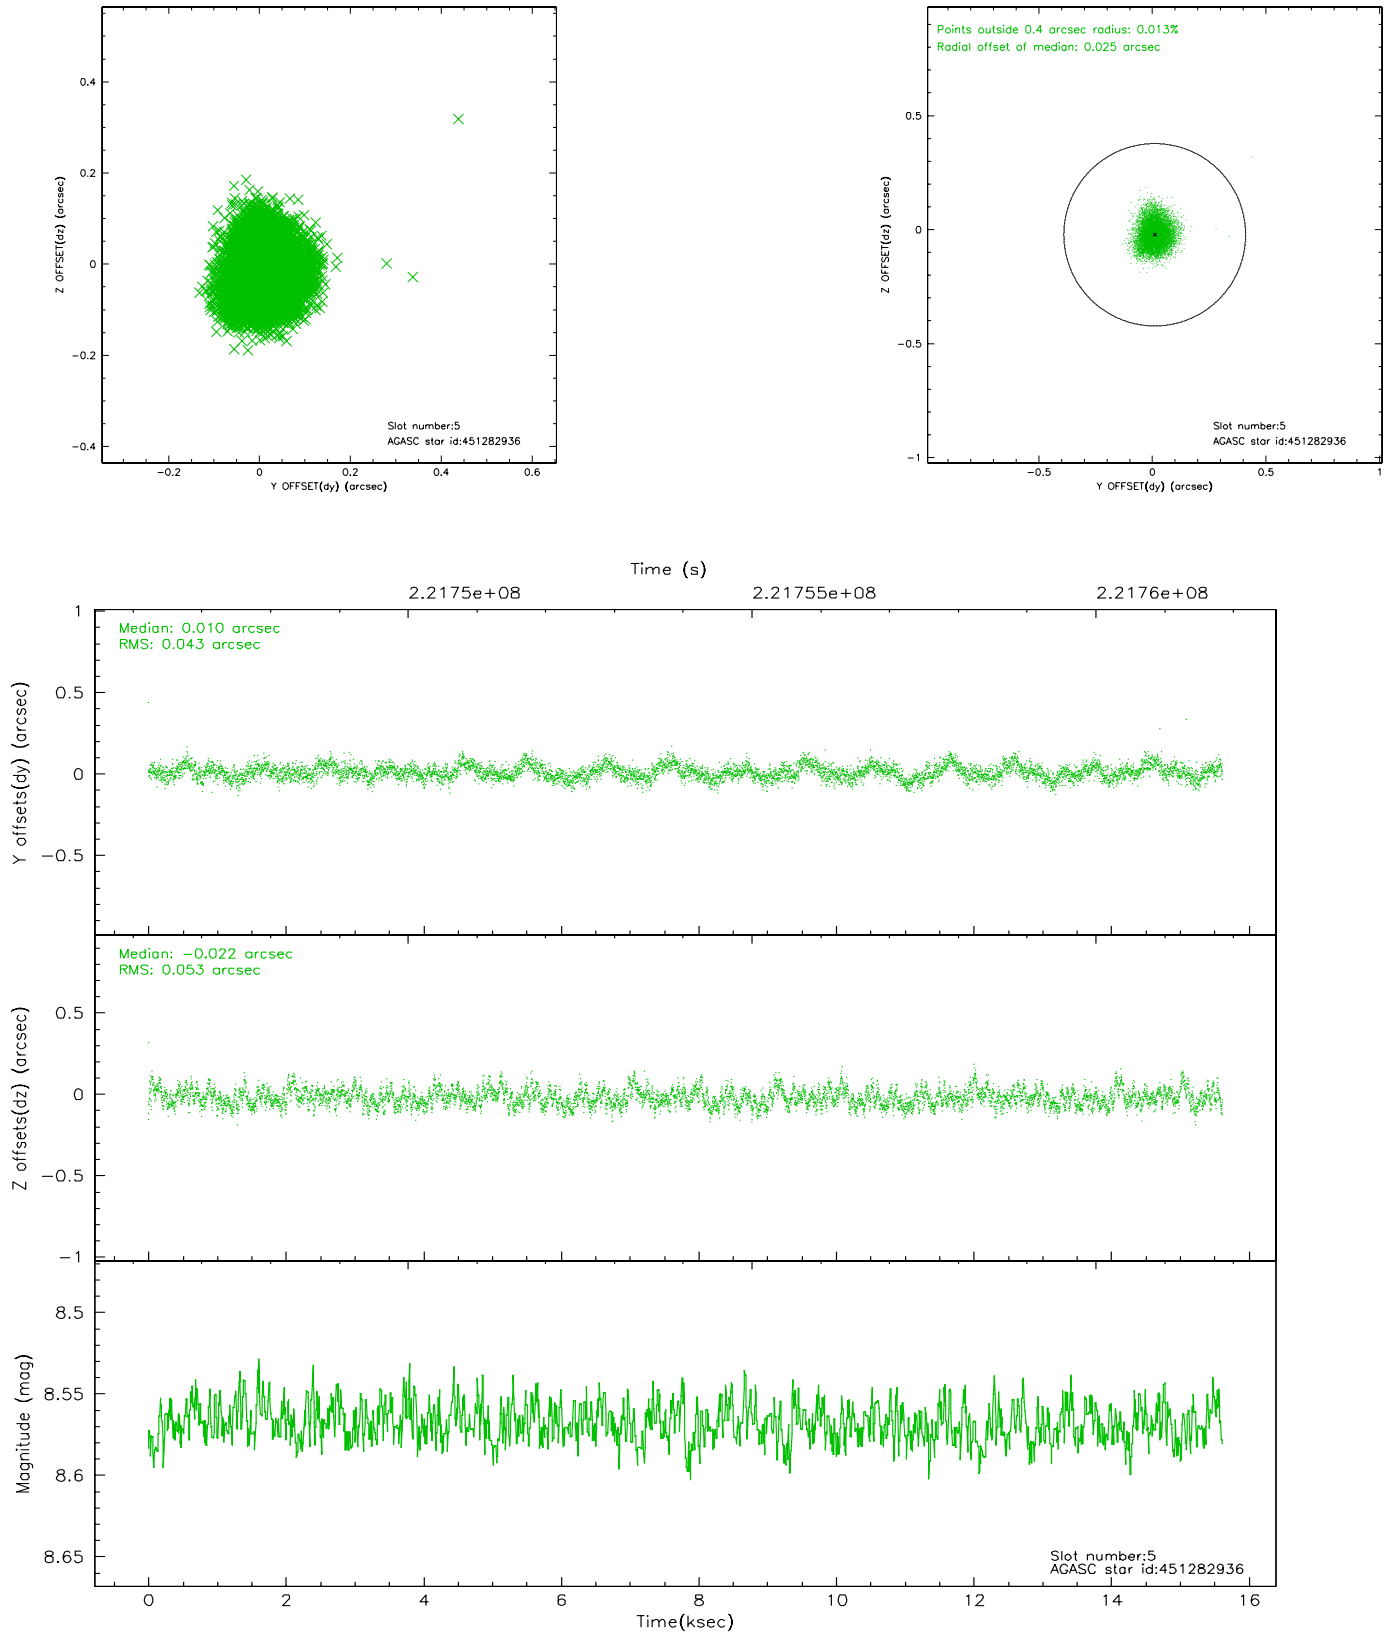 0.4
0.2
0
−0.2
−0.4
Z OFFSET(dz) (arcsec)
Slot number:5
AGASC star id:451282936
−0.2 0 0.2 0.4 0.6
Y OFFSET(dy) (arcsec)
Points outside 0.4 arcsec radius: 0.013%
Radial offset of median: 0.025 arcsec
0.5
0
−0.5
−1
Z OFFSET(dz) (arcsec)
Slot number:5
AGASC star id:451282936
−0.5 0 0.5 1
Y OFFSET(dy) (arcsec)
Time (s)
2.2175e+08 2.21755e+08 2.2176e+08
Median: 0.010 arcsec
RMS: 0.043 arcsec
1
0.5
0
−0.5
Y offsets(dy) (arcsec)
Median: −0.022 arcsec
RMS: 0.053 arcsec
0.5
0
−0.5
−1
Z offsets(dz) (arcsec)
8.5
8.55
8.6
8.65
Magnitude (mag)
Slot number:5
AGASC star id:451282936
0 2 4 6 8 10 12 14 16
Time(ksec)